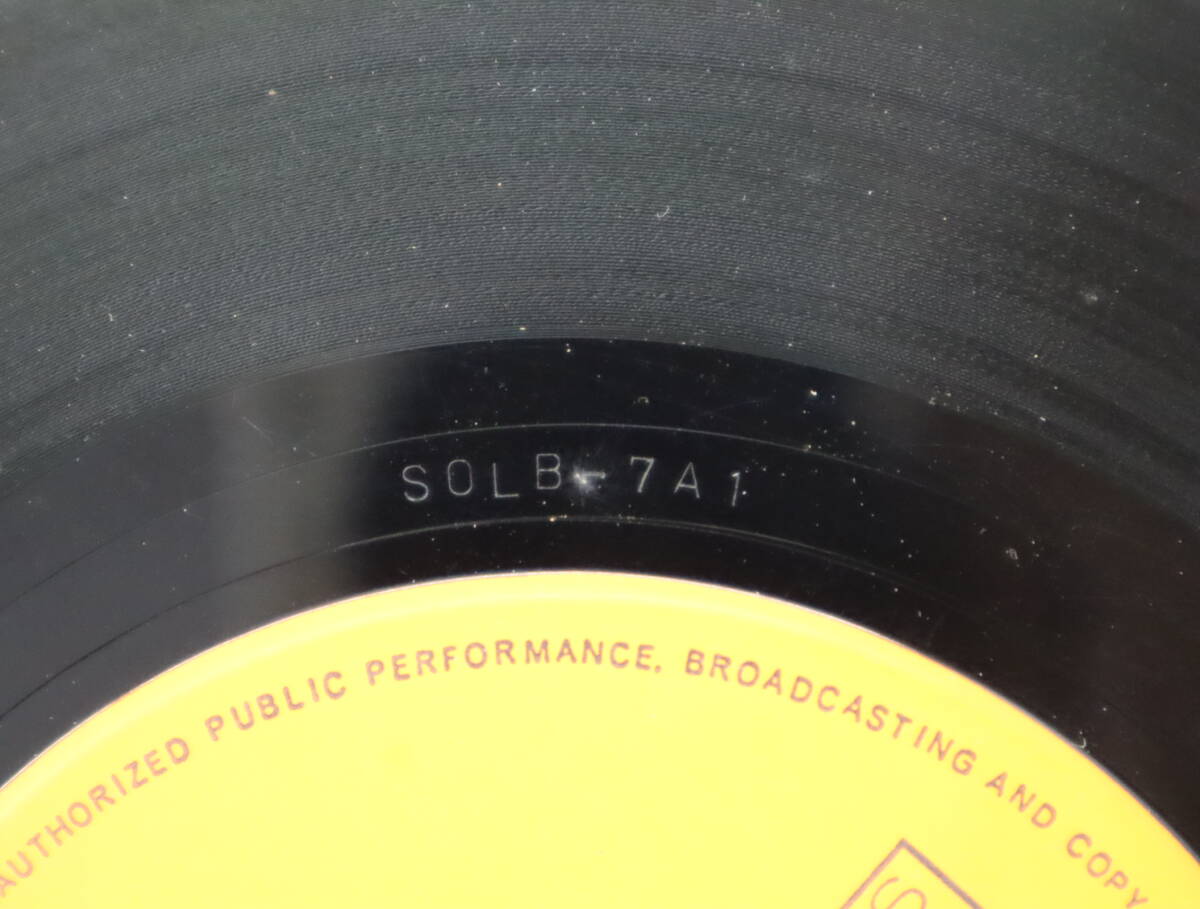 SOLB-7A1
AUTHORIZED PUBLIC PERFORMANCE, BROADCASTING AND COPY
S